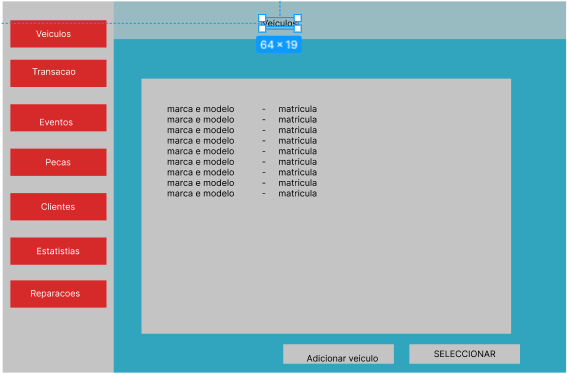 Veiculos
64 × 19
Veiculos
Transacao
Eventos
Pecas
Clientes
Estatistias
Reparacoes
marca e modelo - matricula
marca e modelo - matricula
marca e modelo - matricula
marca e modelo - matricula
marca e modelo - matricula
marca e modelo - matricula
marca e modelo - matricula
marca e modelo - matricula
marca e modelo - matricula
Adicionar veiculo
SELECCIONAR